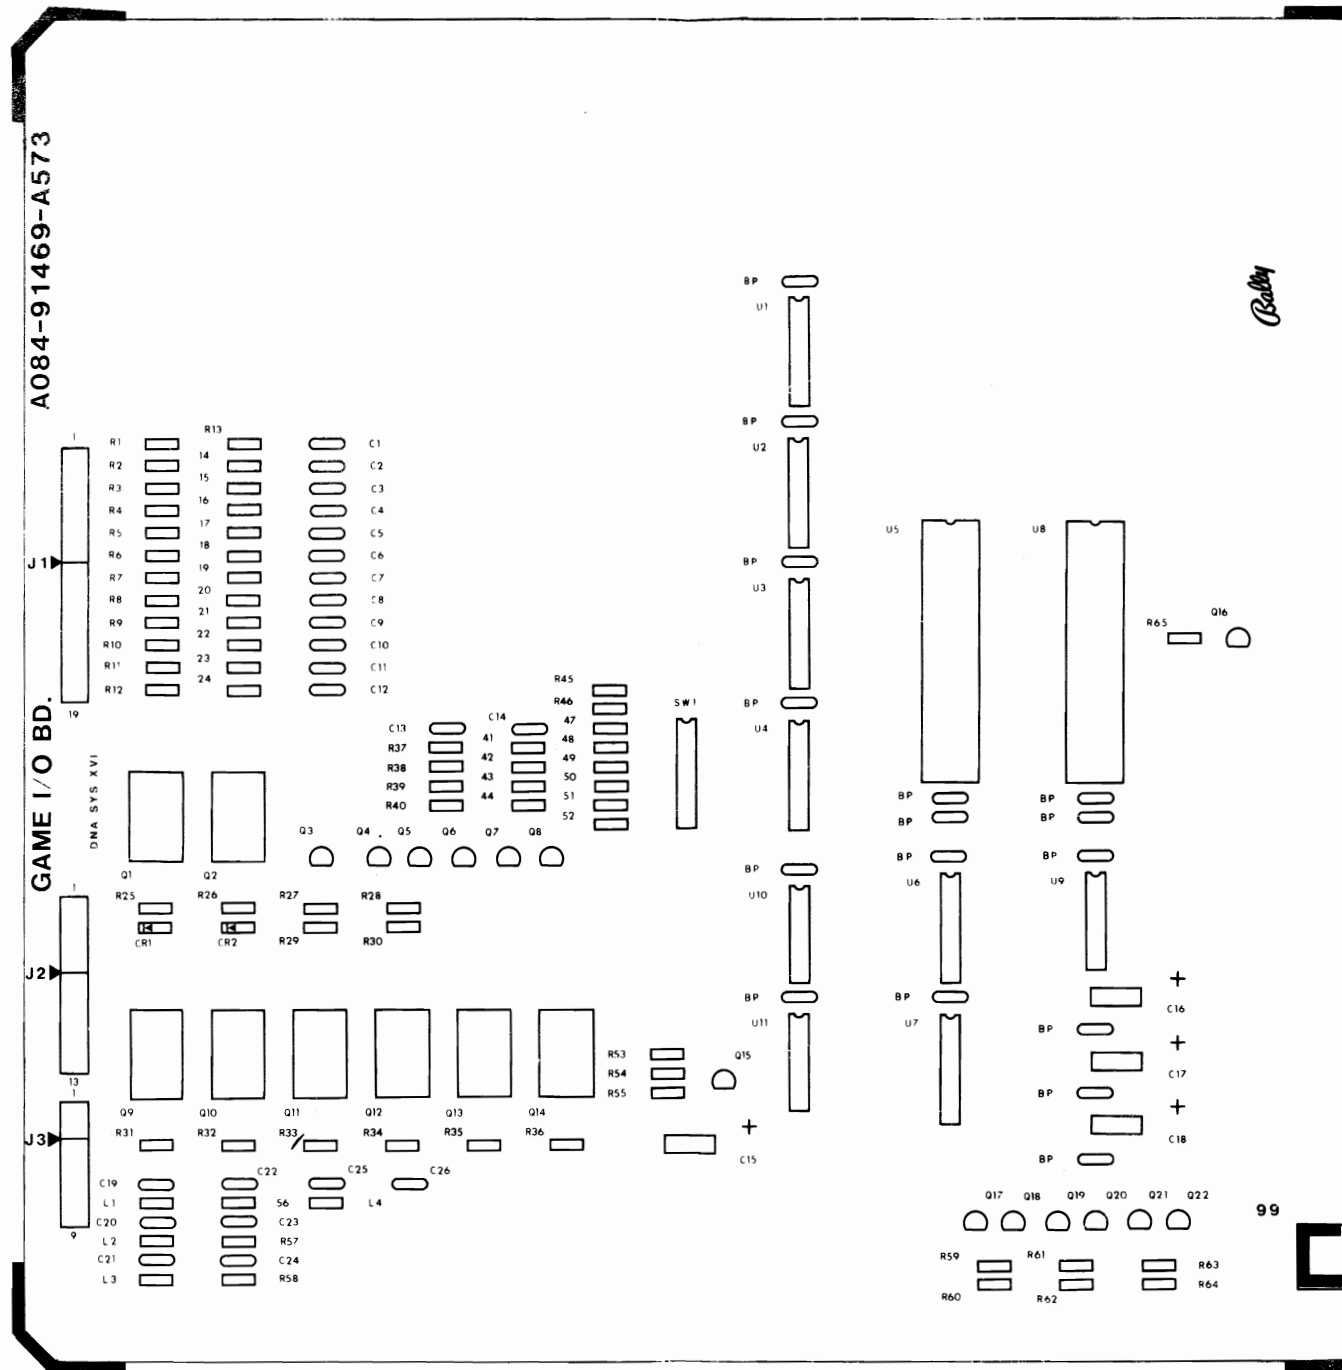 A084-91469-A573
GAME I/O BD.
DNA SYS XVI
Bally
BP
U1
BP
U2
BP
U3
BP
U4
1
R1 R13 C1
R2 14 C2
R3 15 C3
R4 16 C4
R5 17 C5
J1 R6 18 C6
R7 19 C7
R8 20 C8
R9 21 C9
R10 22 C10
R11 23 C11
R12 24 C12
19
U5 U8
R65 Q16
R45
R46
C13 C14 47
R37 41 48
R38 42 49
R39 43 50
R40 44 51
52
SW1
BP BP
BP BP
Q3 Q4 Q5 Q6 Q7 Q8
BP BP BP
Q1 Q2
U10 U6 U9
1
R25 R26 R27 R28
CR1 CR2 R29 R30
J2
13
BP BP
U11 U7
C16
BP
C17
BP
C18
BP
R53
R54
R55
Q15
C15
1
Q9 Q10 Q11 Q12 Q13 Q14
J3
R31 R32 R33 R34 R35 R36
9
C19 C22 C25 C26
L1 56 L4
C20 C23
L2 R57
C21 C24
L3 R58
Q17 Q18 Q19 Q20 Q21 Q22
99
R59 R61 R63
R60 R62 R64